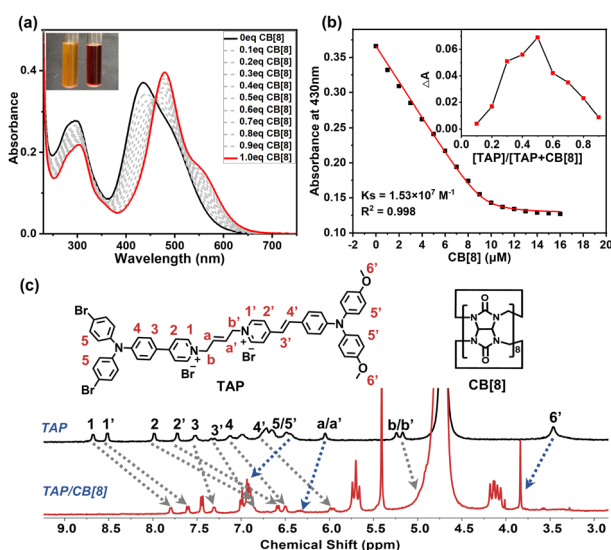 (a)
Absorbance
0.4
0.2
0.0
300
400
500
600
700
Wavelength (nm)
0eq CB[8]
0.1eq CB[8]
0.2eq CB[8]
0.3eq CB[8]
0.4eq CB[8]
0.5eq CB[8]
0.6eq CB[8]
0.7eq CB[8]
0.8eq CB[8]
0.9eq CB[8]
1.0eq CB[8]
(b)
Absorbance at 430nm
0.35
0.30
0.25
0.20
0.15
0.10
0 2 4 6 8 10 12 14 16 18
CB[8] (μM)
Ks = 1.53×10⁷ M⁻¹
R² = 0.998
△A
0.06
0.04
0.02
0.00
0.2 0.4 0.6 0.8
[TAP]/[TAP+CB[8]]
(c)
Br
5
5
Br
N
4
3
2
1
N
+
Br
−
b
a
a'
b'
1'
2'
N
+
Br
−
3'
4'
N
O
6'
5'
5'
O
6'
TAP
O
N
N
N
N
O
8
CB[8]
TAP
1 1' 2 2' 3 3' 4 4' 5/5' a/a' b/b' 6'
TAP/CB[8]
9.0 8.5 8.0 7.5 7.0 6.5 6.0 5.5 5.0 4.5 4.0 3.5 3.0
Chemical Shift (ppm)